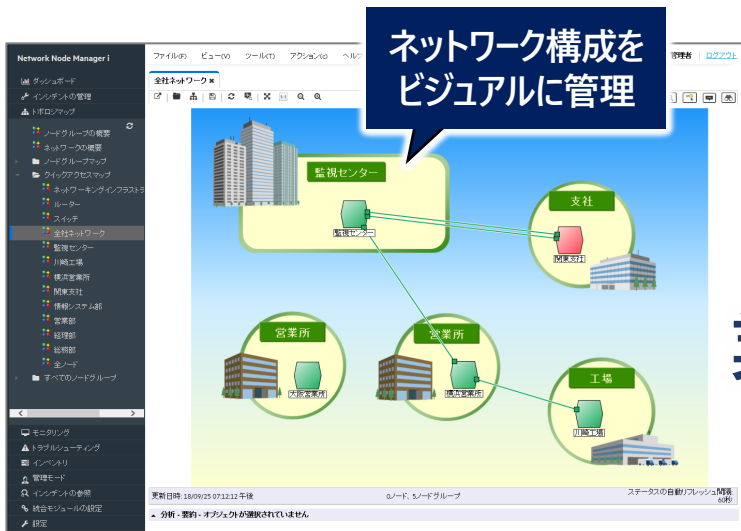 ネットワーク構成を
ビジュアルに管理
Network Node Manager i
ファイル(F) ビュー(V) ツール(T) アクション(C) ヘル
管理者 ログアウト
ダッシュボード
インシデントの管理
トポロジマップ
ノードグループの概要
ネットワークの概要
ノードグループマップ
クイックアクセスマップ
ネットワーキングインフラストラ
ルーター
スイッチ
全社ネットワーク
監視センター
川崎工場
横浜営業所
関東支社
情報システム部
営業部
経理部
総務部
全ノード
すべてのノードグループ
モニタリング
トラブルシューティング
インベントリ
管理モード
インシデントの参照
統合モジュールの設定
設定
全社ネットワーク
監視センター
監視センター
支社
関東支社
営業所
大阪営業所
営業所
横浜営業所
工場
川崎工場
更新日時: 18/09/25 07:12:12 午後
0ノード、5ノードグループ
ステータスの自動リフレッシュ間隔:
60秒
分析 - 要約 - オブジェクトが選択されていません